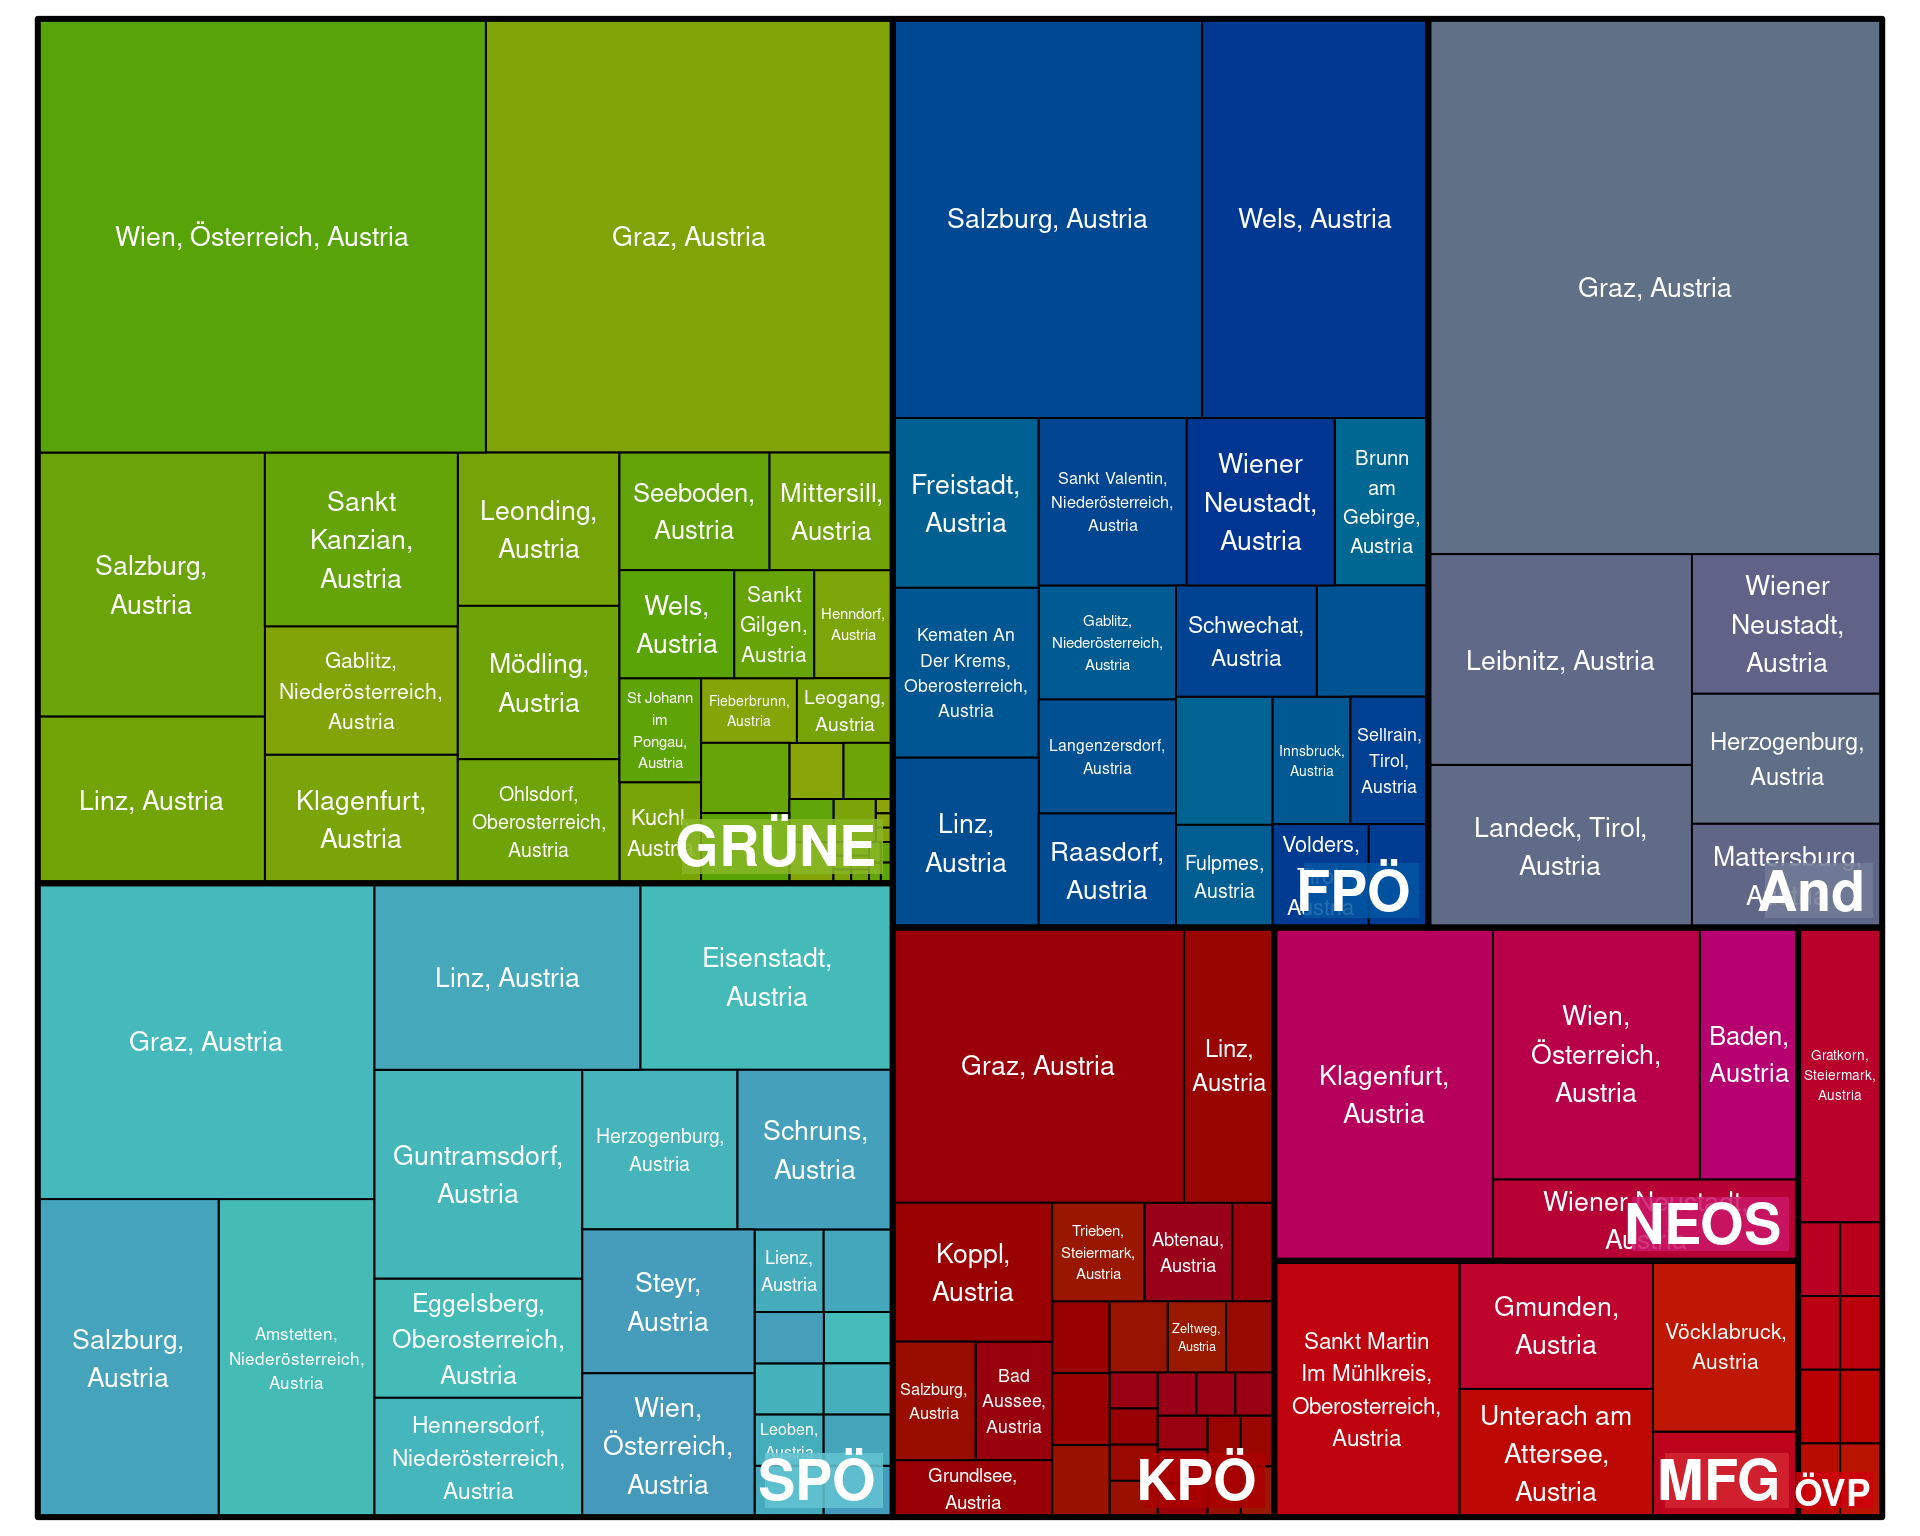 Wien, Österreich, Austria
Graz, Austria
Salzburg,
Austria
Linz, Austria
Sankt
Kanzian,
Austria
Gablitz,
Niederösterreich,
Austria
Klagenfurt,
Austria
Leonding,
Austria
Mödling,
Austria
Ohlsdorf,
Oberosterreich,
Austria
Seeboden,
Austria
Mittersill,
Austria
Wels,
Austria
Sankt
Gilgen,
Austria
Henndorf,
Austria
St Johann
im
Pongau,
Austria
Fieberbrunn,
Austria
Leogang,
Austria
Kuchl,
Austria
GRÜNE
Salzburg, Austria
Wels, Austria
Freistadt,
Austria
Sankt Valentin,
Niederösterreich,
Austria
Wiener
Neustadt,
Austria
Brunn
am
Gebirge,
Austria
Kematen An
Der Krems,
Oberosterreich,
Austria
Gablitz,
Niederösterreich,
Austria
Schwechat,
Austria
Linz,
Austria
Langenzersdorf,
Austria
Raasdorf,
Austria
Innsbruck,
Austria
Sellrain,
Tirol,
Austria
Fulpmes,
Austria
Volders,
Austria
FPÖ
Graz, Austria
Leibnitz, Austria
Landeck, Tirol,
Austria
Wiener
Neustadt,
Austria
Herzogenburg,
Austria
Mattersburg,
And
Graz, Austria
Salzburg,
Austria
Amstetten,
Niederösterreich,
Austria
Linz, Austria
Eisenstadt,
Austria
Guntramsdorf,
Austria
Herzogenburg,
Austria
Schruns,
Austria
Eggelsberg,
Oberosterreich,
Austria
Hennersdorf,
Niederösterreich,
Austria
Steyr,
Austria
Wien,
Österreich,
Austria
Lienz,
Austria
Leoben,
Austria
SPÖ
Graz, Austria
Linz,
Austria
Koppl,
Austria
Trieben,
Steiermark,
Austria
Abtenau,
Austria
Zeltweg,
Austria
Salzburg,
Austria
Bad
Aussee,
Austria
Grundlsee,
Austria
KPÖ
Klagenfurt,
Austria
Wien,
Österreich,
Austria
Baden,
Austria
Wiener Neustadt,
Austria
NEOS
Sankt Martin
Im Mühlkreis,
Oberosterreich,
Austria
Gmunden,
Austria
Unterach am
Attersee,
Austria
Vöcklabruck,
Austria
MFG
Gratkorn,
Steiermark,
Austria
ÖVP